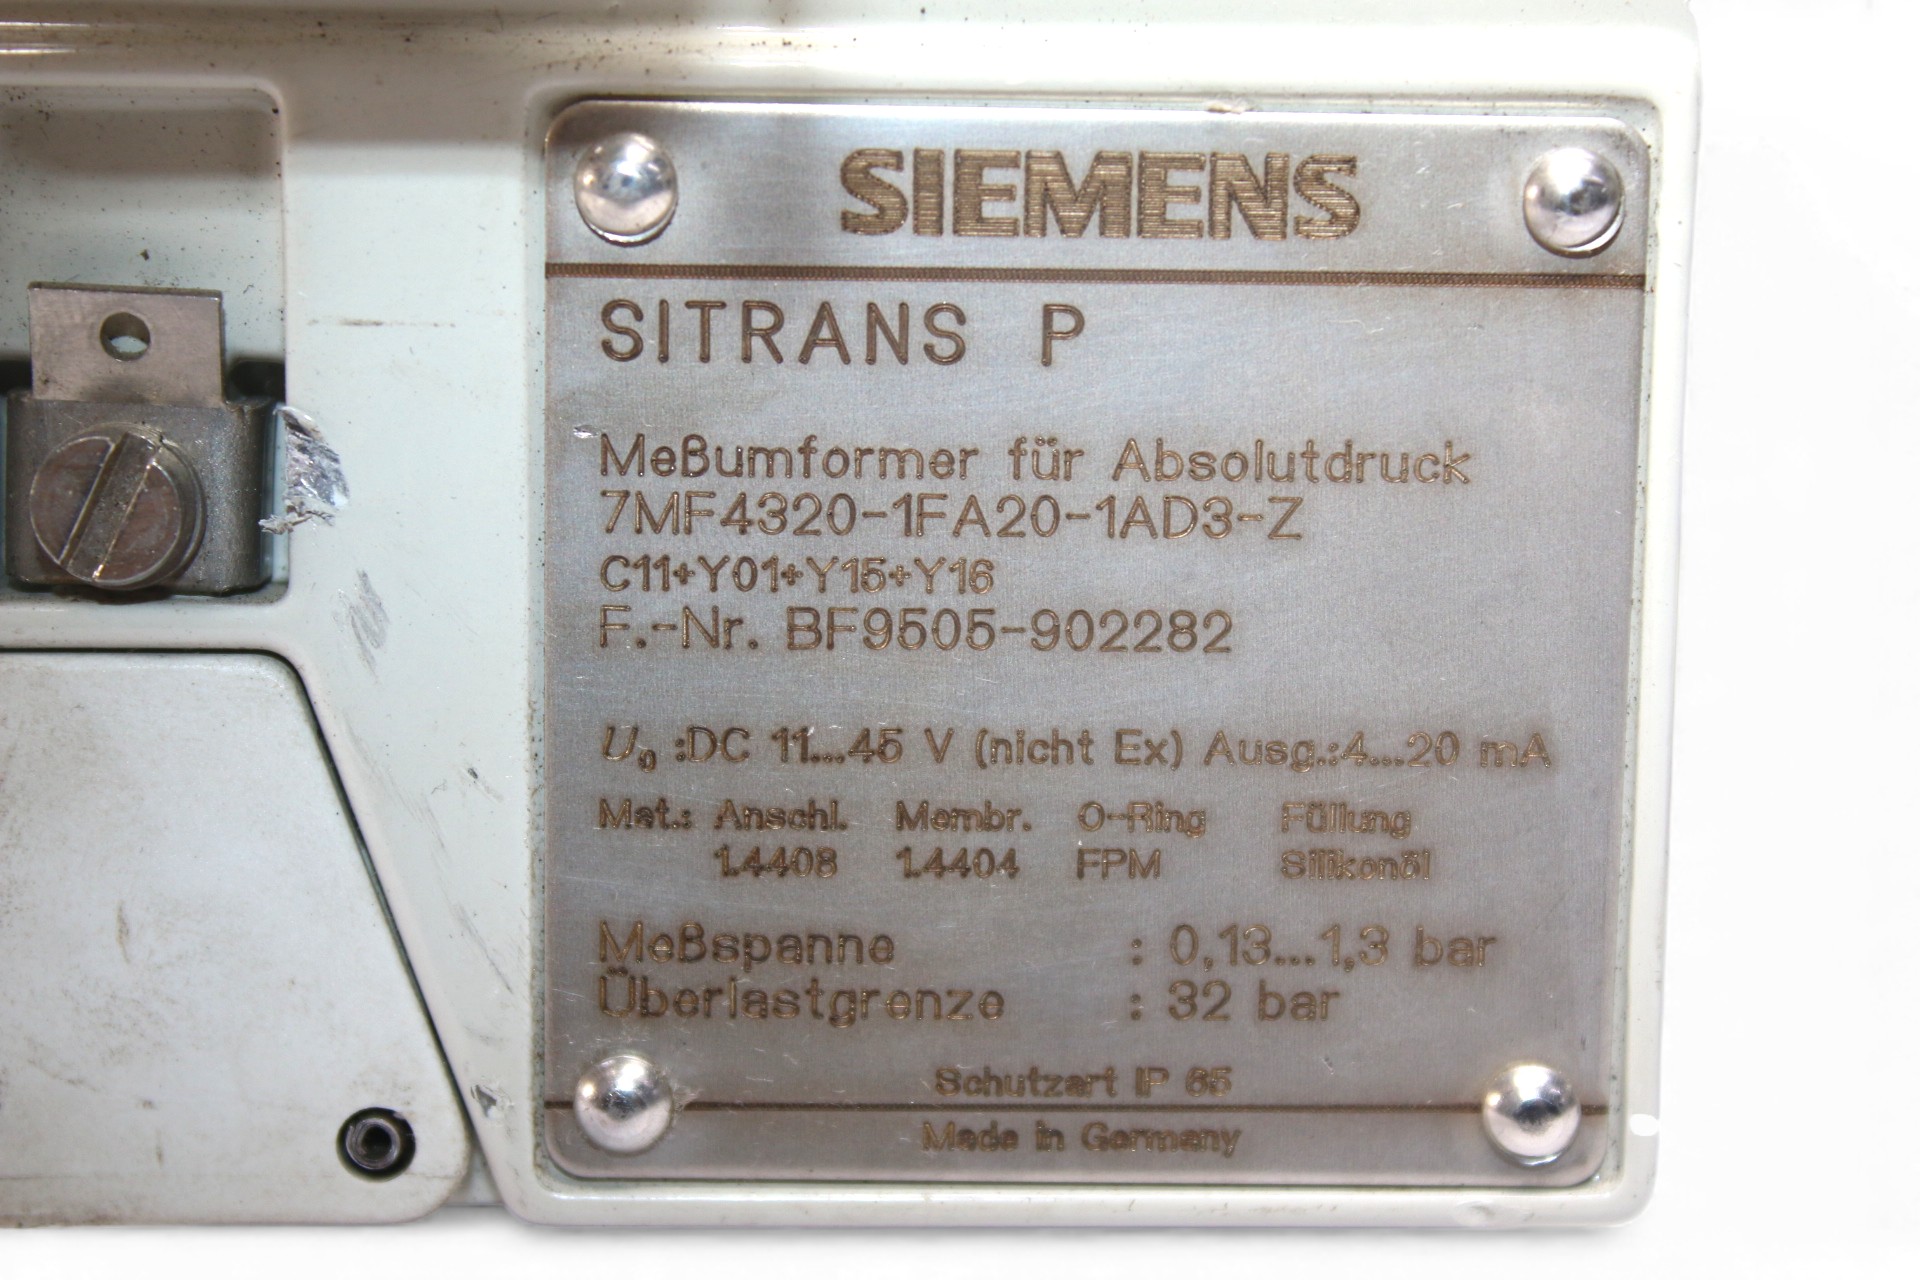 SIEMENS
SITRANS P
Meßumformer für Absolutdruck
7MF4320-1FA20-1AD3-Z
C11+Y01+Y15+Y16
F.-Nr. BF9505-902282
U₀ :DC 11...45 V (nicht Ex) Ausg.:4...20 mA
Mat.: Anschl. Membr. O-Ring Füllung
1.4408 1.4404 FPM Silikonöl
Meßspanne : 0,13...1,3 bar
Überlastgrenze : 32 bar
Schutzart IP 65
Made in Germany